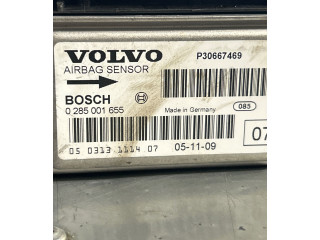 VOLVO P30667469
AIRBAG SENSOR
BOSCH
0 285 001 655 Made in Germany 085
05 0313 1114 07 05-11-09 07